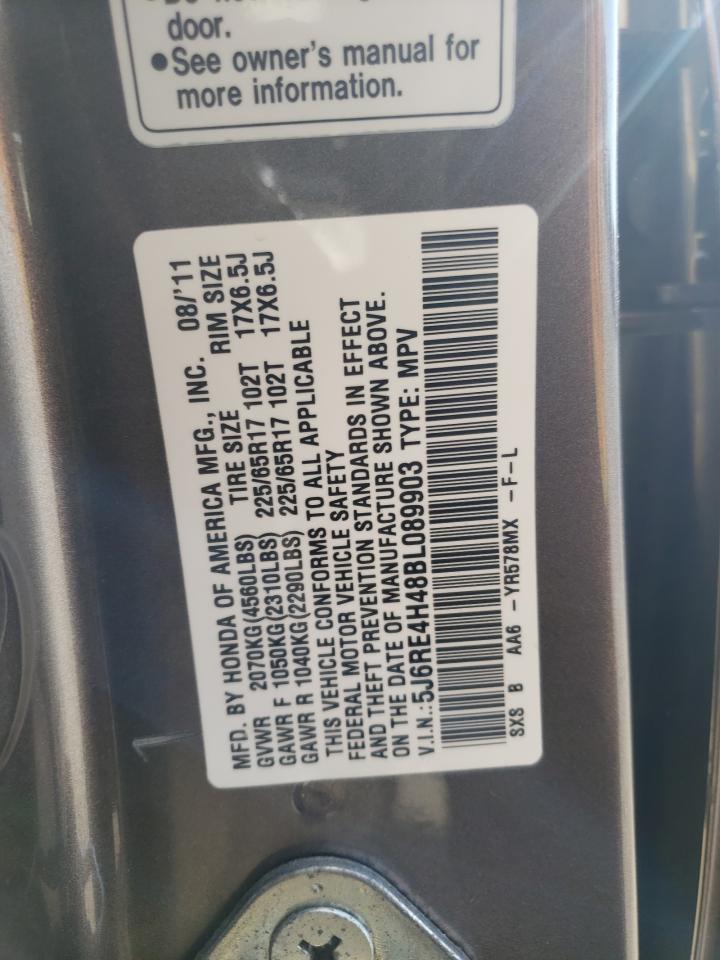 door.
•See owner's manual for
more information.
MFD. BY HONDA OF AMERICA MFG., INC. 08/'11
TIRE SIZE RIM SIZE
GVWR 2070KG(4560LBS)
GAWR F 1050KG(2310LBS) 225/65R17 102T 17X6.5J
GAWR R 1040KG(2290LBS) 225/65R17 102T 17X6.5J
THIS VEHICLE CONFORMS TO ALL APPLICABLE
FEDERAL MOTOR VEHICLE SAFETY
AND THEFT PREVENTION STANDARDS IN EFFECT
ON THE DATE OF MANUFACTURE SHOWN ABOVE.
V.I.N.:5J6RE4H48BL089903 TYPE: MPV
SXS B AA6 -YR578MX -F-L